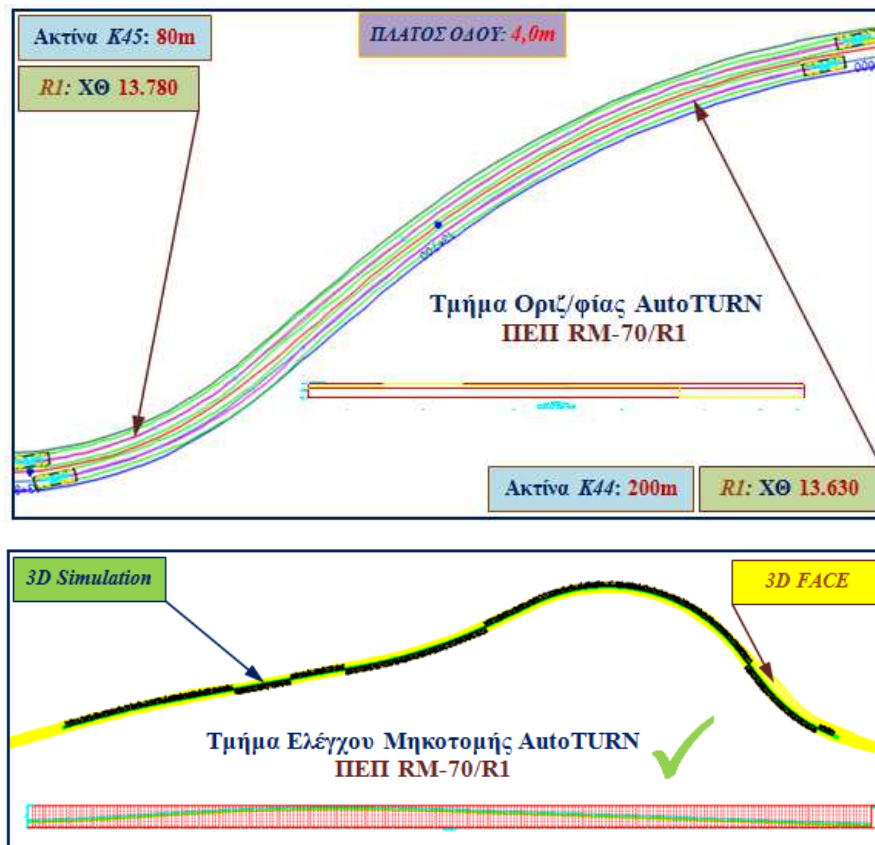 Ακτίνα K45: 80m
ΠΛΑΤΟΣ ΟΔΟΥ: 4,0m
R1: ΧΘ 13.780
Τμήμα Οριζ/φίας AutoTURN
ΠΕΠ RM-70/R1
Ακτίνα K44: 200m
R1: ΧΘ 13.630
3D Simulation
3D FACE
Τμήμα Ελέγχου Μηκοτομής AutoTURN
ΠΕΠ RM-70/R1